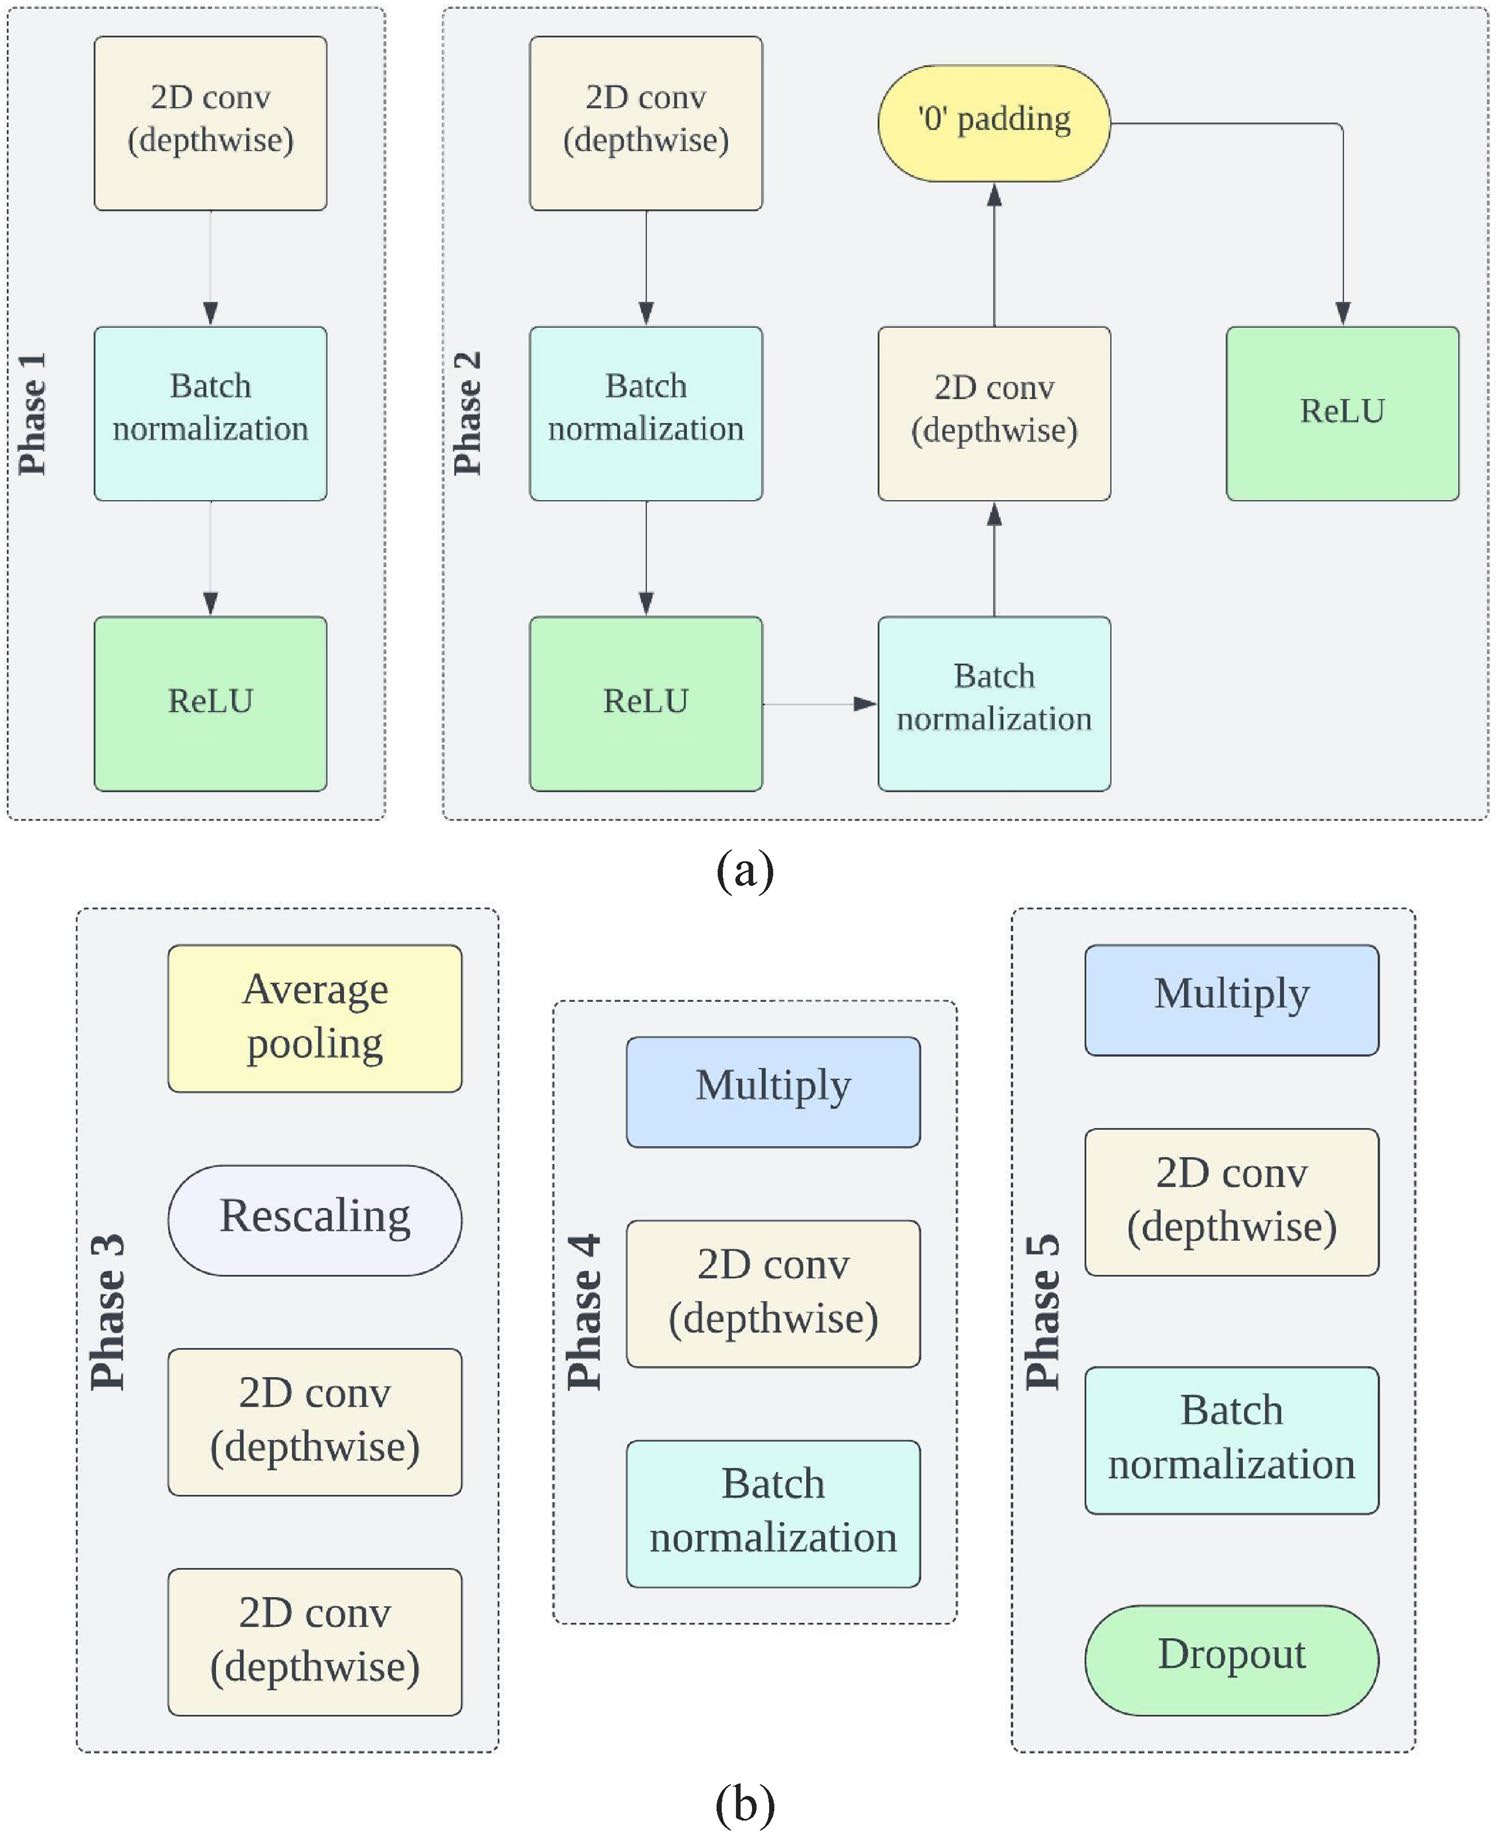 Phase 1
2D conv
(depthwise)
Batch
normalization
ReLU
Phase 2
2D conv
(depthwise)
Batch
normalization
ReLU
Batch
normalization
2D conv
(depthwise)
'0' padding
ReLU
(a)
Phase 3
Average
pooling
Rescaling
2D conv
(depthwise)
2D conv
(depthwise)
Phase 4
Multiply
2D conv
(depthwise)
Batch
normalization
Phase 5
Multiply
2D conv
(depthwise)
Batch
normalization
Dropout
(b)